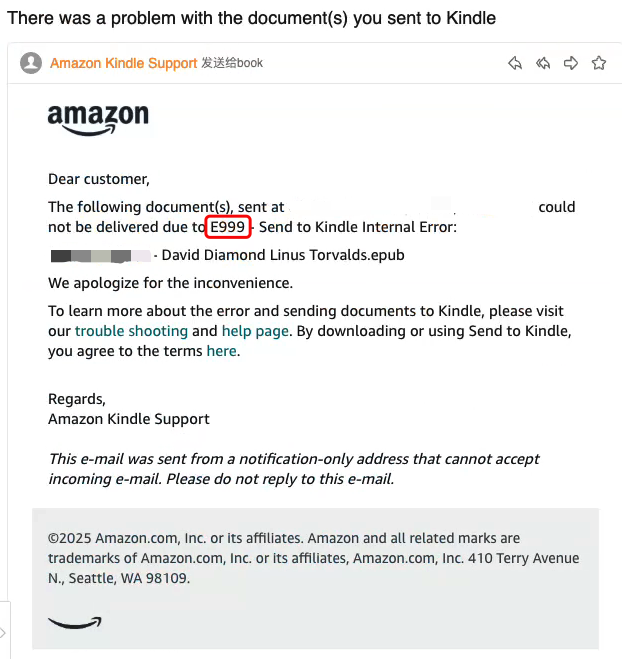 There was a problem with the document(s) you sent to Kindle
Amazon Kindle Support 发送给book
amazon
Dear customer,
The following document(s), sent at could
not be delivered due to E999 - Send to Kindle Internal Error:
- David Diamond Linus Torvalds.epub
We apologize for the inconvenience.
To learn more about the error and sending documents to Kindle, please visit
our trouble shooting and help page. By downloading or using Send to Kindle,
you agree to the terms here.
Regards,
Amazon Kindle Support
This e-mail was sent from a notification-only address that cannot accept
incoming e-mail. Please do not reply to this e-mail.
©2025 Amazon.com, Inc. or its affiliates. Amazon and all related marks are
trademarks of Amazon.com, Inc. or its affiliates, Amazon.com, Inc. 410 Terry Avenue
N., Seattle, WA 98109.